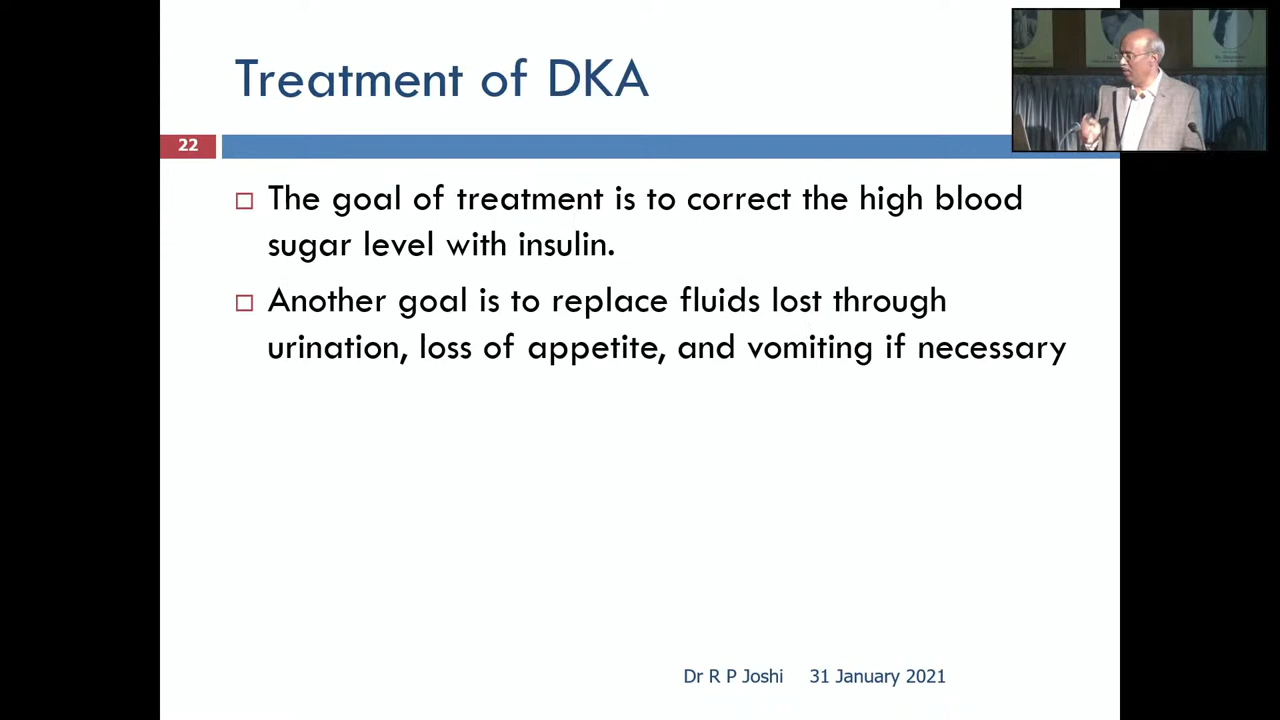 Treatment of DKA
22
The goal of treatment is to correct the high blood
sugar level with insulin.
Another goal is to replace fluids lost through
urination, loss of appetite, and vomiting if necessary
Dr R P Joshi 31 January 2021